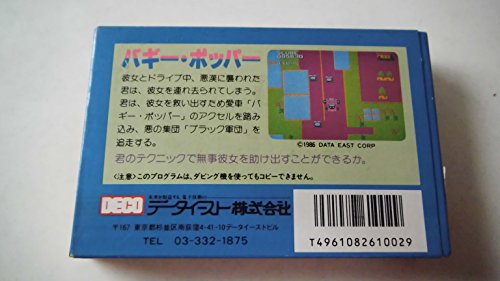 バギー・ポッパー
彼女とドライブ中、悪漢に襲われた
君は、彼女を連れ去られてしまう。
君は、彼女を救い出すため愛車「バ
ギー・ポッパー」のアクセルを踏み
込み、悪の集団「ブラック軍団」を
追走する。
©1986 DATA EAST CORP
君のテクニックで無事彼女を助け出すことができるか。
<注意>このプログラムは、ダビング機を使ってもコピーできません。
DECO データイースト株式会社
〒167 東京都杉並区南荻窪4-41-10データイーストビル
TEL 03-332-1875
T4961082610029